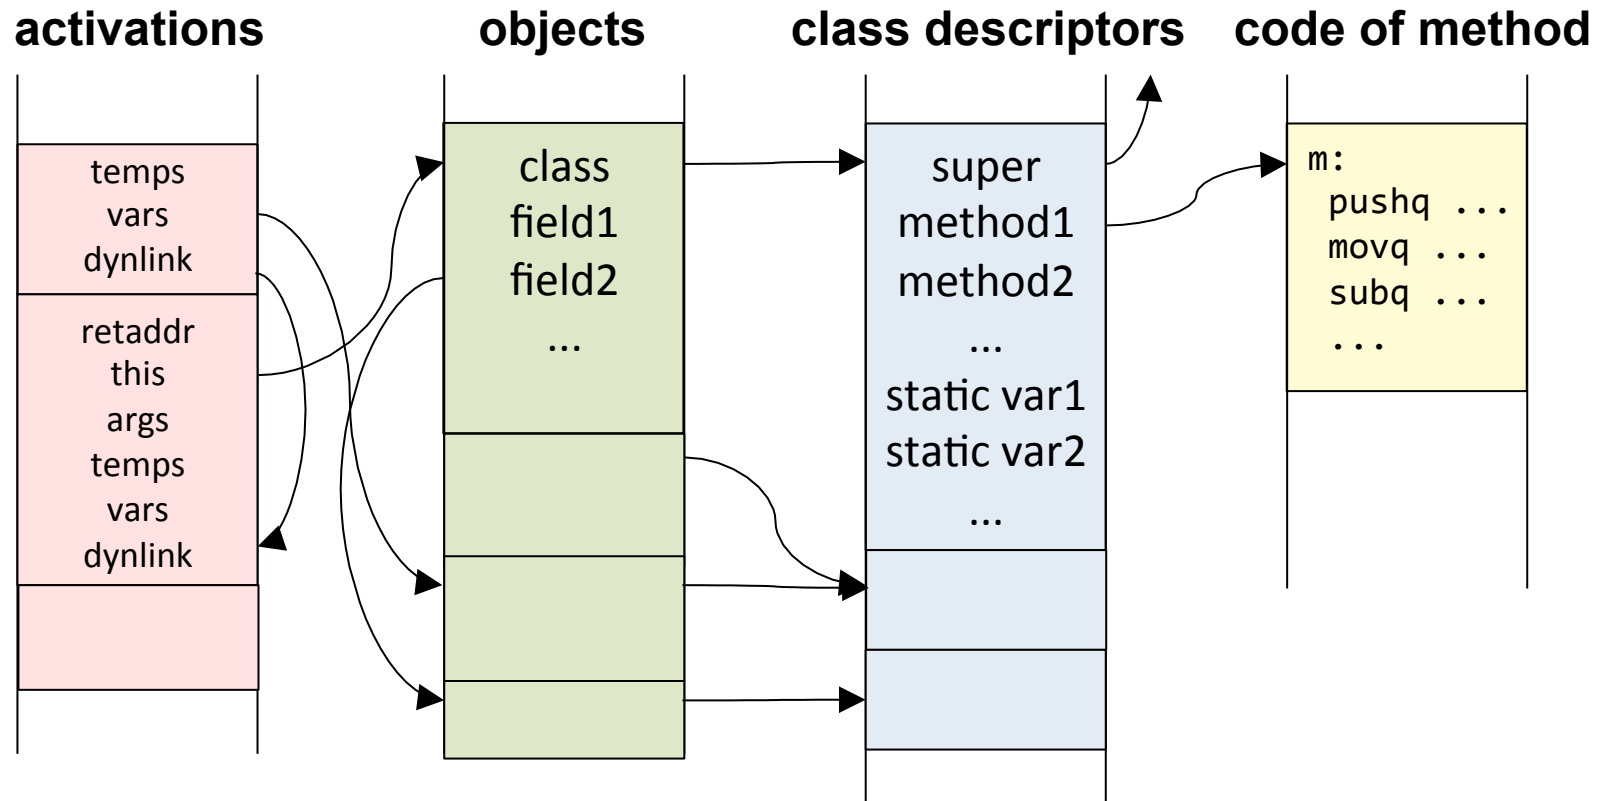 activations
objects
class descriptors
code of method
temps
vars
dynlink
retaddr
this
args
temps
vars
dynlink
class
field1
field2
...
super
method1
method2
...
static var1
static var2
...
m:
pushq ...
movq ...
subq ...
...